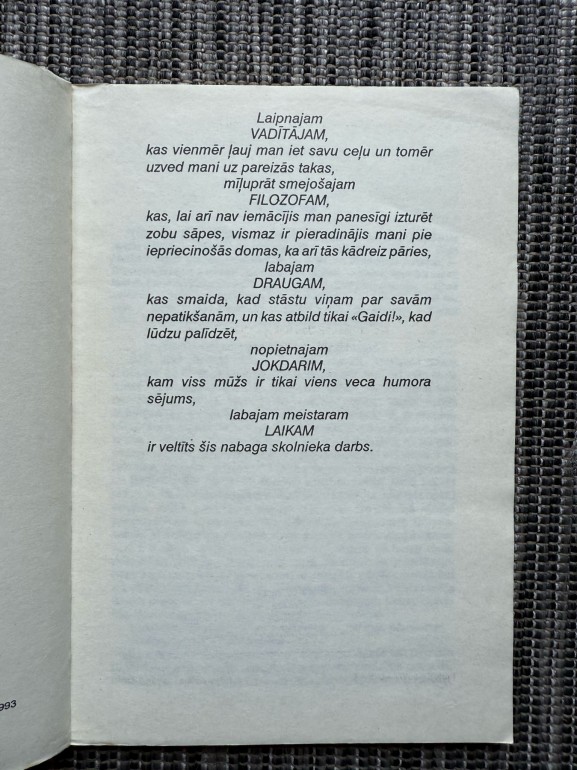 Laipnajam
VADĪTĀJAM,
kas vienmēr ļauj man iet savu ceļu un tomēr
uzved mani uz pareizās takas,
mīļuprāt smejošajam
FILOZOFAM,
kas, lai arī nav iemācījis man panesīgi izturēt
zobu sāpes, vismaz ir pieradinājis mani pie
iepriecinošās domas, ka arī tās kādreiz pāries,
labajam
DRAUGAM,
kas smaida, kad stāstu viņam par savām
nepatikšanām, un kas atbild tikai «Gaidi!», kad
lūdzu palīdzēt,
nopietnajam
JOKDARIM,
kam viss mūžs ir tikai viens veca humora
sējums,
labajam meistaram
LAIKAM
ir veltīts šis nabaga skolnieka darbs.
993